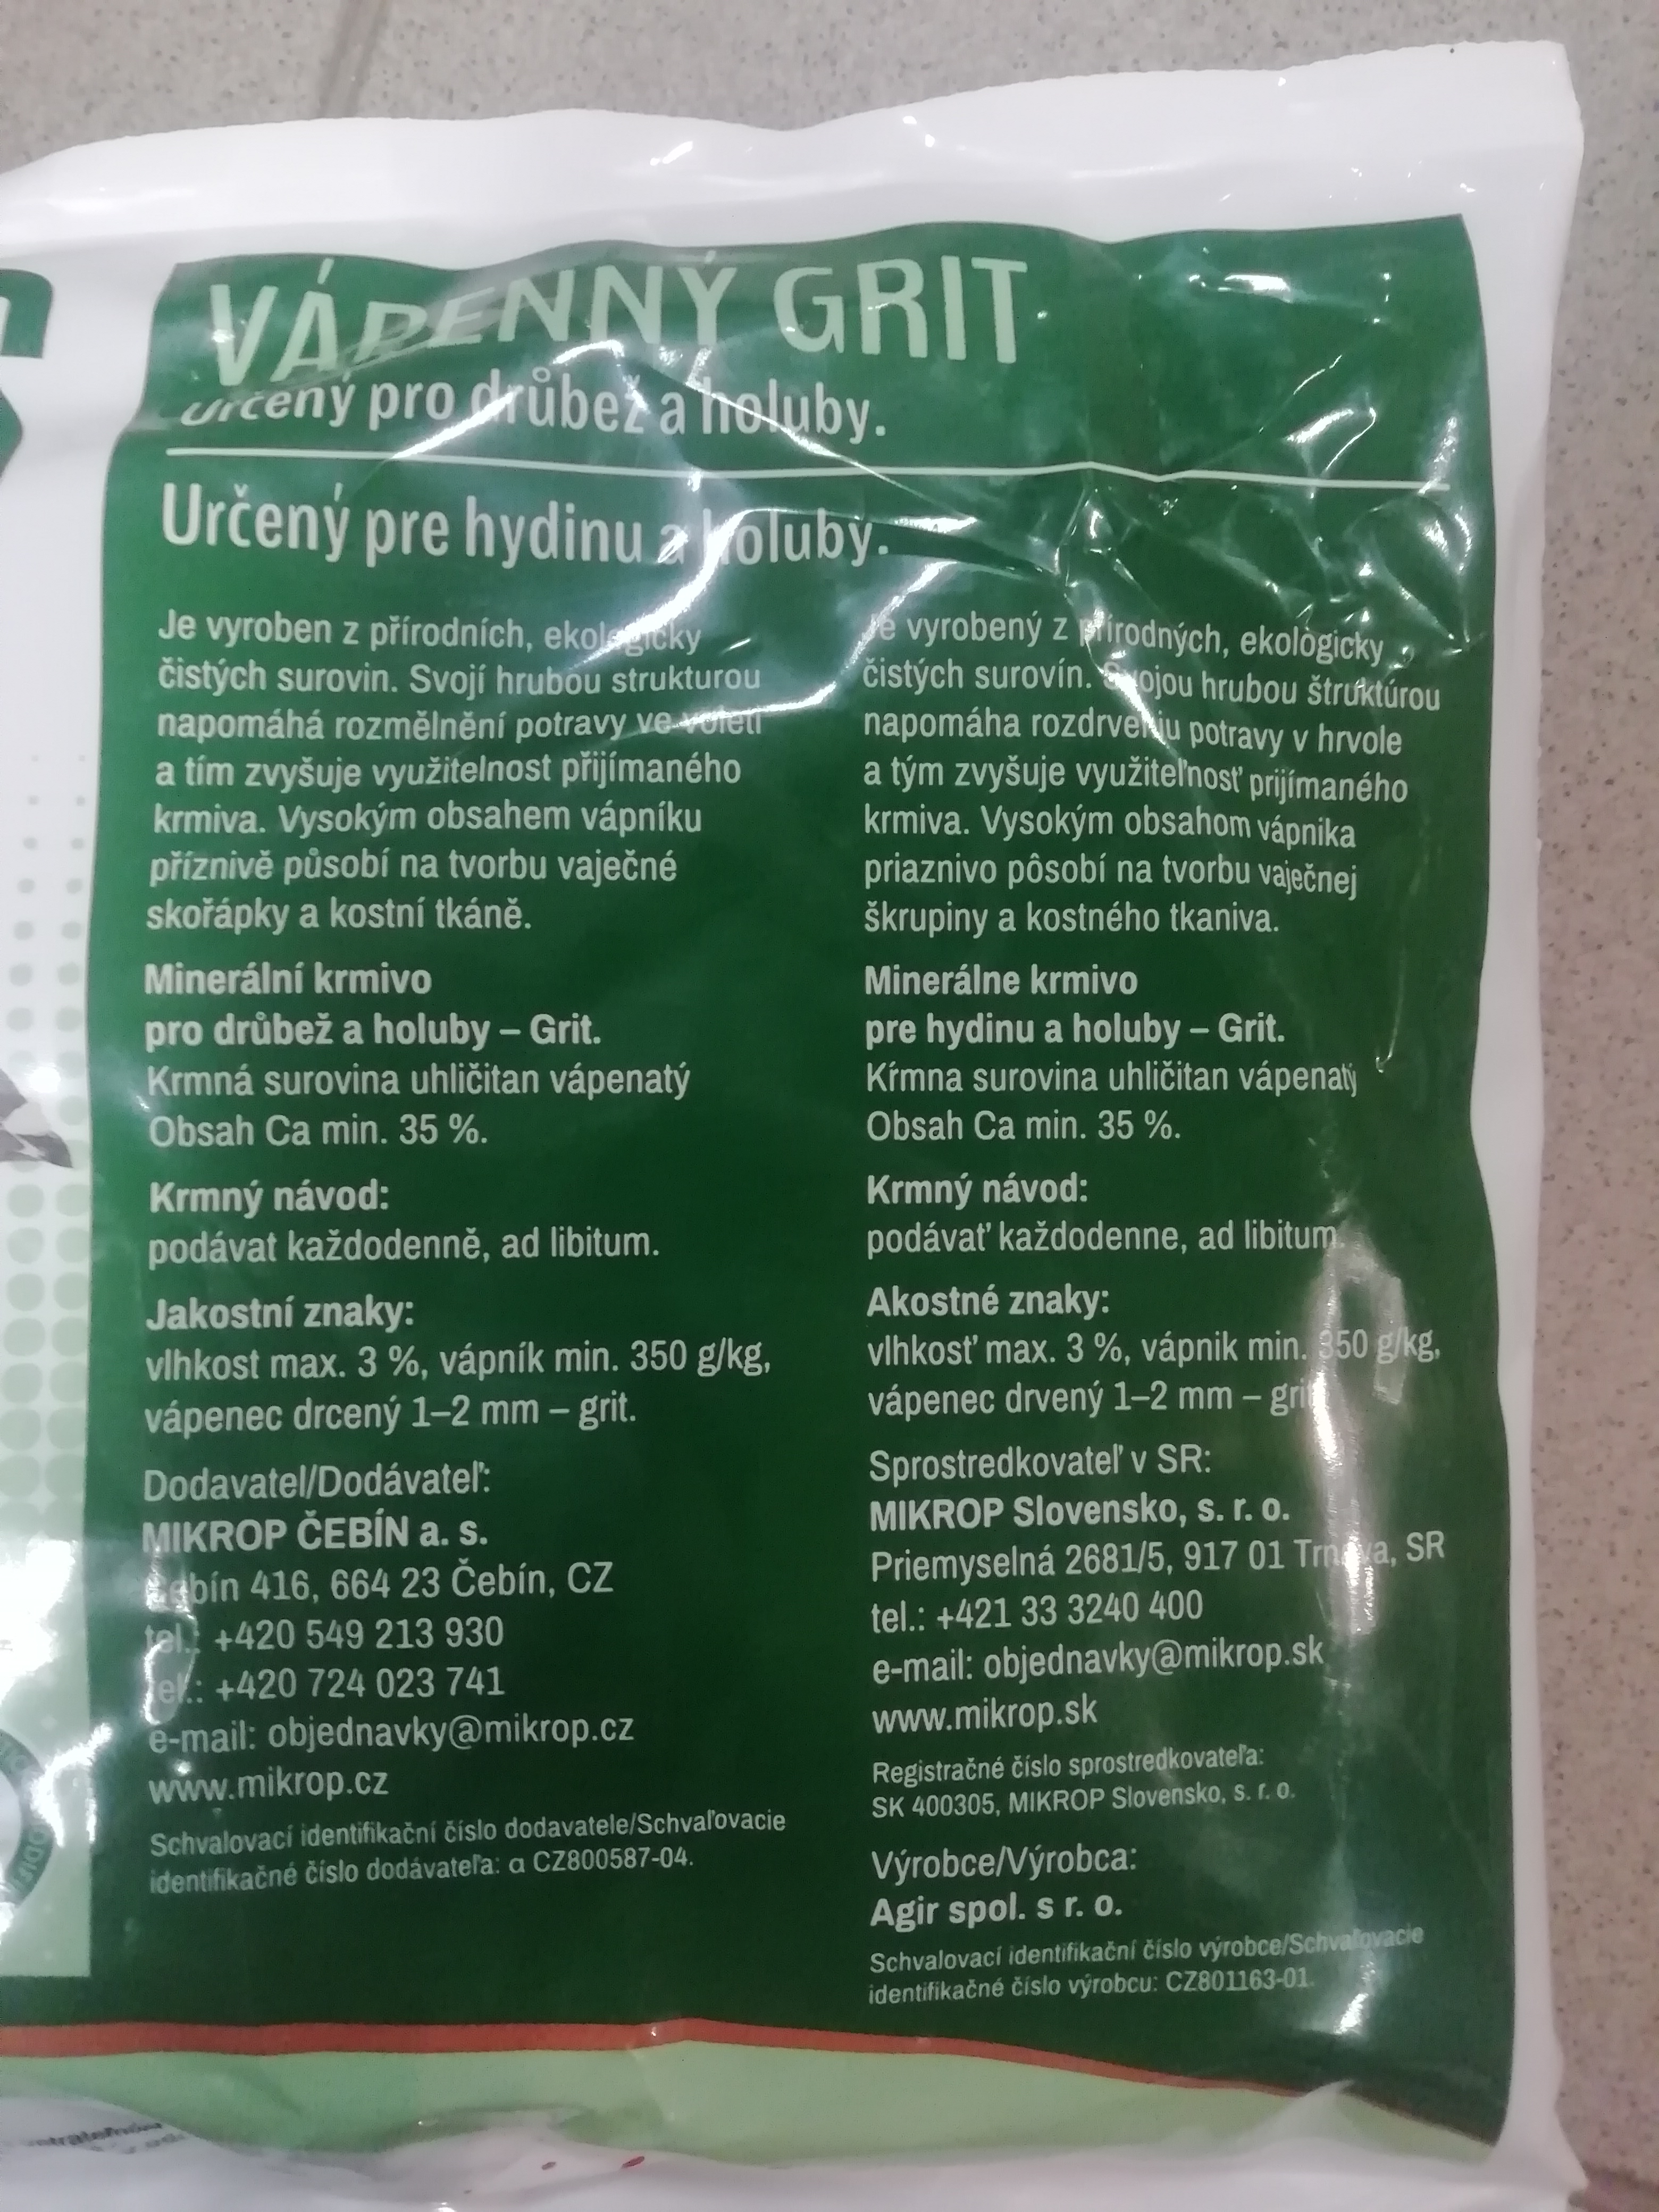 VÁPENNÝ GRIT
Určený pro drůbež a holuby.
Určený pre hydinu a holuby.
Je vyroben z přírodních, ekologicky
čistých surovin. Svojí hrubou strukturou
napomáhá rozmělnění potravy ve voleti
a tím zvyšuje využitelnost přijímaného
krmiva. Vysokým obsahem vápníku
příznivě působí na tvorbu vaječné
skořápky a kostní tkáně.
Minerální krmivo
pro drůbež a holuby – Grit.
Krmná surovina uhličitan vápenatý
Obsah Ca min. 35 %.
Krmný návod:
podávat každodenně, ad libitum.
Jakostní znaky:
vlhkost max. 3 %, vápník min. 350 g/kg,
vápenec drcený 1–2 mm – grit.
Dodavatel/Dodávateľ:
MIKROP ČEBÍN a. s.
Čebín 416, 664 23 Čebín, CZ
tel.: +420 549 213 930
tel.: +420 724 023 741
e-mail: objednavky@mikrop.cz
www.mikrop.cz
Schvalovací identifikační číslo dodavatele/Schvaľovacie
identifikačné číslo dodávateľa: α CZ800587-04.
Je vyrobený z prírodných, ekologicky
čistých surovín. Svojou hrubou štruktúrou
napomáha rozdrveniu potravy v hrvole
a tým zvyšuje využiteľnosť prijímaného
krmiva. Vysokým obsahom vápnika
priaznivo pôsobí na tvorbu vaječnej
škrupiny a kostného tkaniva.
Minerálne krmivo
pre hydinu a holuby – Grit.
Kŕmna surovina uhličitan vápenatý
Obsah Ca min. 35 %.
Krmný návod:
podávať každodenne, ad libitum.
Akostné znaky:
vlhkosť max. 3 %, vápnik min. 350 g/kg,
vápenec drvený 1–2 mm – grit
Sprostredkovateľ v SR:
MIKROP Slovensko, s. r. o.
Priemyselná 2681/5, 917 01 Trnava, SR
tel.: +421 33 3240 400
e-mail: objednavky@mikrop.sk
www.mikrop.sk
Registračné číslo sprostredkovateľa:
SK 400305, MIKROP Slovensko, s. r. o.
Výrobce/Výrobca:
Agir spol. s r. o.
Schvalovací identifikační číslo výrobce/Schvaľovacie
identifikačné číslo výrobcu: CZ801163-01.